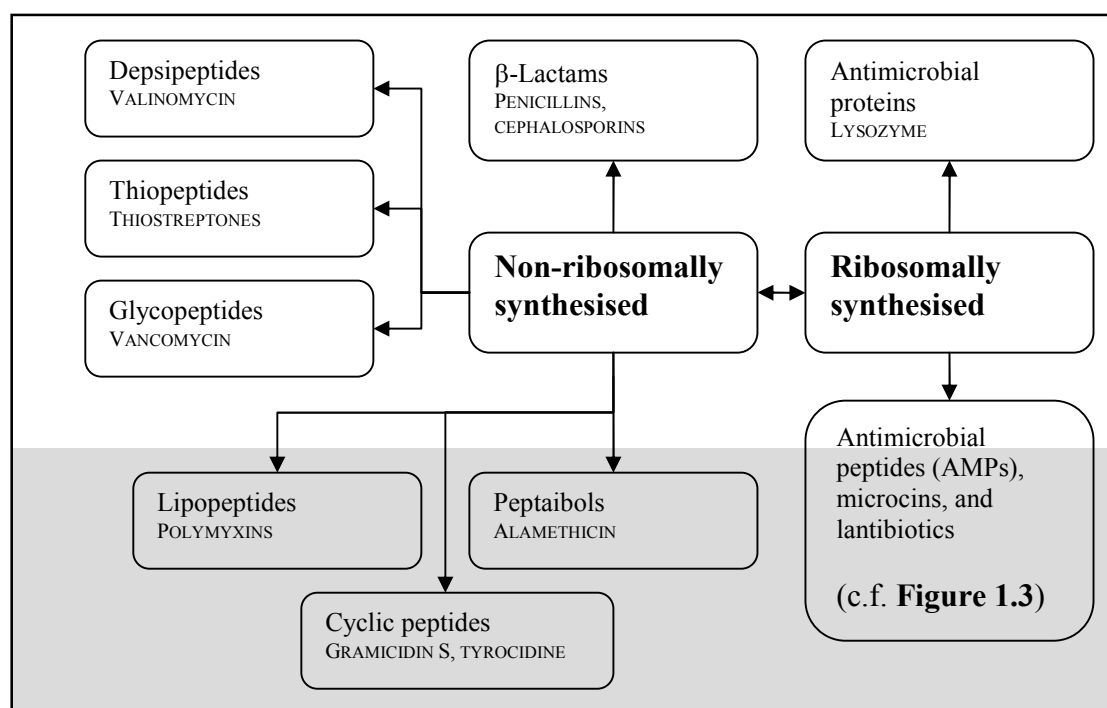 Depsipeptides
VALINOMYCIN
β-Lactams
PENICILLINS,
CEPHALOSPORINS
Antimicrobial
proteins
LYSOZYME
Thiopeptides
THIOSTREPTONES
Glycopeptides
VANCOMYCIN
Non-ribosomally
synthesised
Ribosomally
synthesised
Lipopeptides
POLYMYXINS
Peptaibols
ALAMETHICIN
Cyclic peptides
GRAMICIDIN S, TYROCIDINE
Antimicrobial
peptides (AMPs),
microcins, and
lantibiotics
(c.f. Figure 1.3)